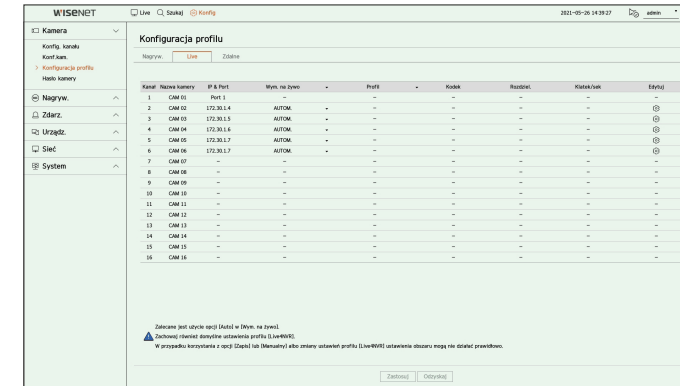 WISENET Live Szukaj Konfig 2021-05-26 14:39:27 admin
Kamera
Konfig. kanału
Konf.kam.
> Konfiguracja profilu
Hasło kamery
Nagryw.
Zdarz.
Urządz.
Sieć
System
Konfiguracja profilu
Nagryw. Live Zdalne
Kanał Nazwa kamery IP & Port Wym. na żywo Profil Kodek Rozdziel. Klatek/sek Edytuj
1 CAM 01 Port 1 – – – – – –
2 CAM 02 172.30.1.4 AUTOM. – – – –
3 CAM 03 172.30.1.5 AUTOM. – – – –
4 CAM 04 172.30.1.6 AUTOM. – – – –
5 CAM 05 172.30.1.7 AUTOM. – – – –
6 CAM 06 172.30.1.7 AUTOM. – – – –
7 CAM 07 – – – – – – –
8 CAM 08 – – – – – – –
9 CAM 09 – – – – – – –
10 CAM 10 – – – – – – –
11 CAM 11 – – – – – – –
12 CAM 12 – – – – – – –
13 CAM 13 – – – – – – –
14 CAM 14 – – – – – – –
15 CAM 15 – – – – – – –
16 CAM 16 – – – – – – –
Zalecane jest użycie opcji [Auto] w [Wym. na żywo].
Zachowaj również domyślne ustawienia profilu [Live4NVR].
W przypadku korzystania z opcji [Zapis] lub [Manualny] albo zmiany ustawień profilu [Live4NVR] ustawienia obszaru mogą nie działać prawidłowo.
Zastosuj Odzyskaj